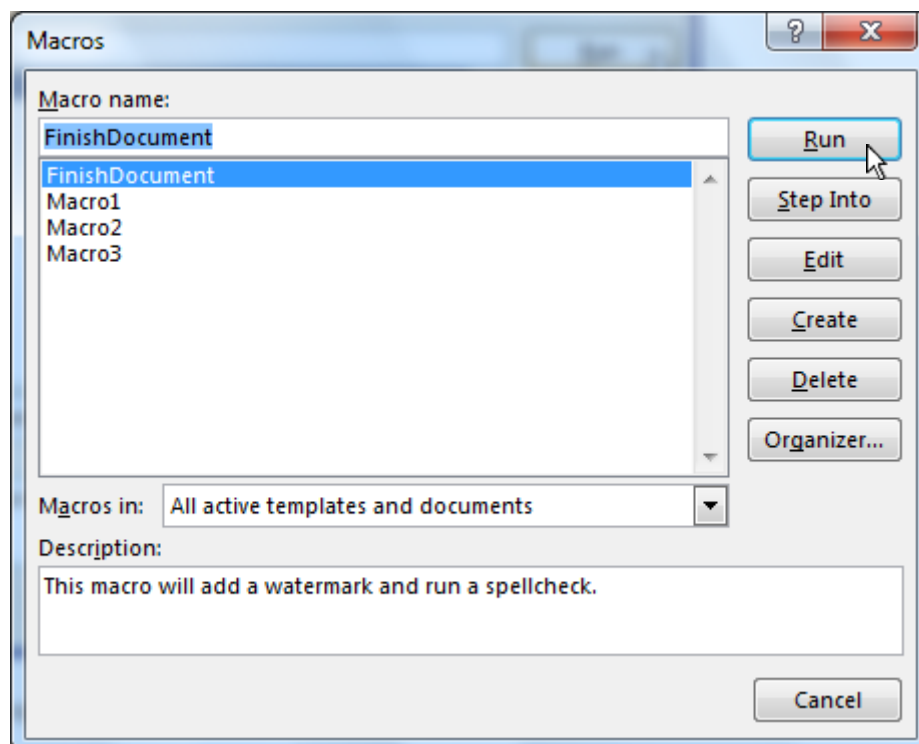 Macros
?
Macro name:
FinishDocument
Run
FinishDocument
Macro1
Macro2
Macro3
Step Into
Edit
Create
Delete
Organizer...
Macros in: All active templates and documents
Description:
This macro will add a watermark and run a spellcheck.
Cancel